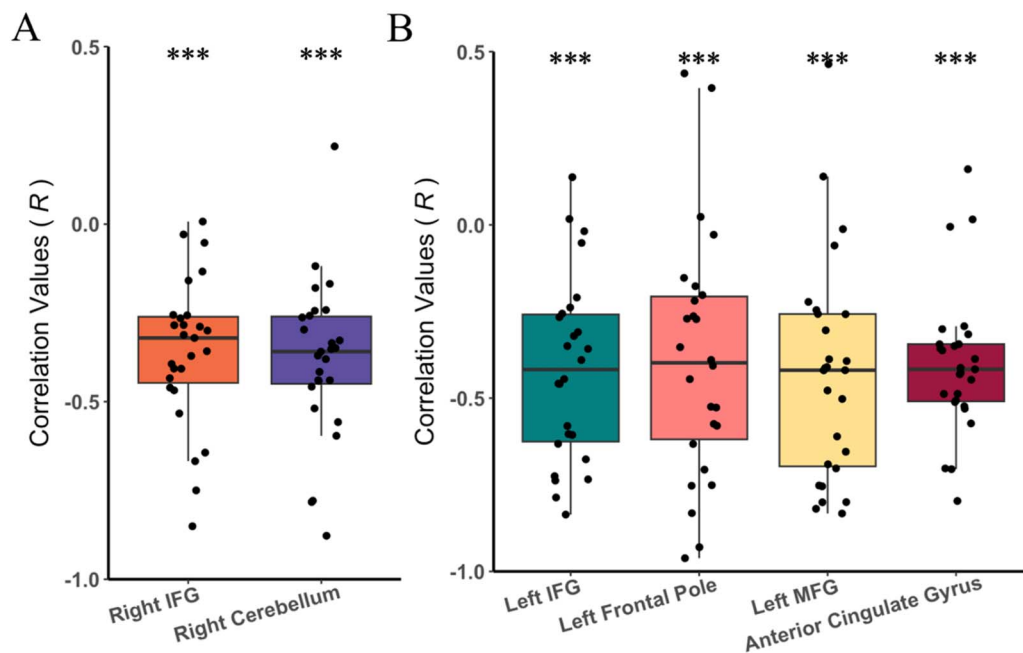 A
Correlation Values ( R )
0.5
0.0
-0.5
-1.0
*** ***
Right IFG
Right Cerebellum
B
Correlation Values ( R )
0.5
0.0
-0.5
-1.0
*** *** *** ***
Left IFG
Left Frontal Pole
Left MFG
Anterior Cingulate Gyrus